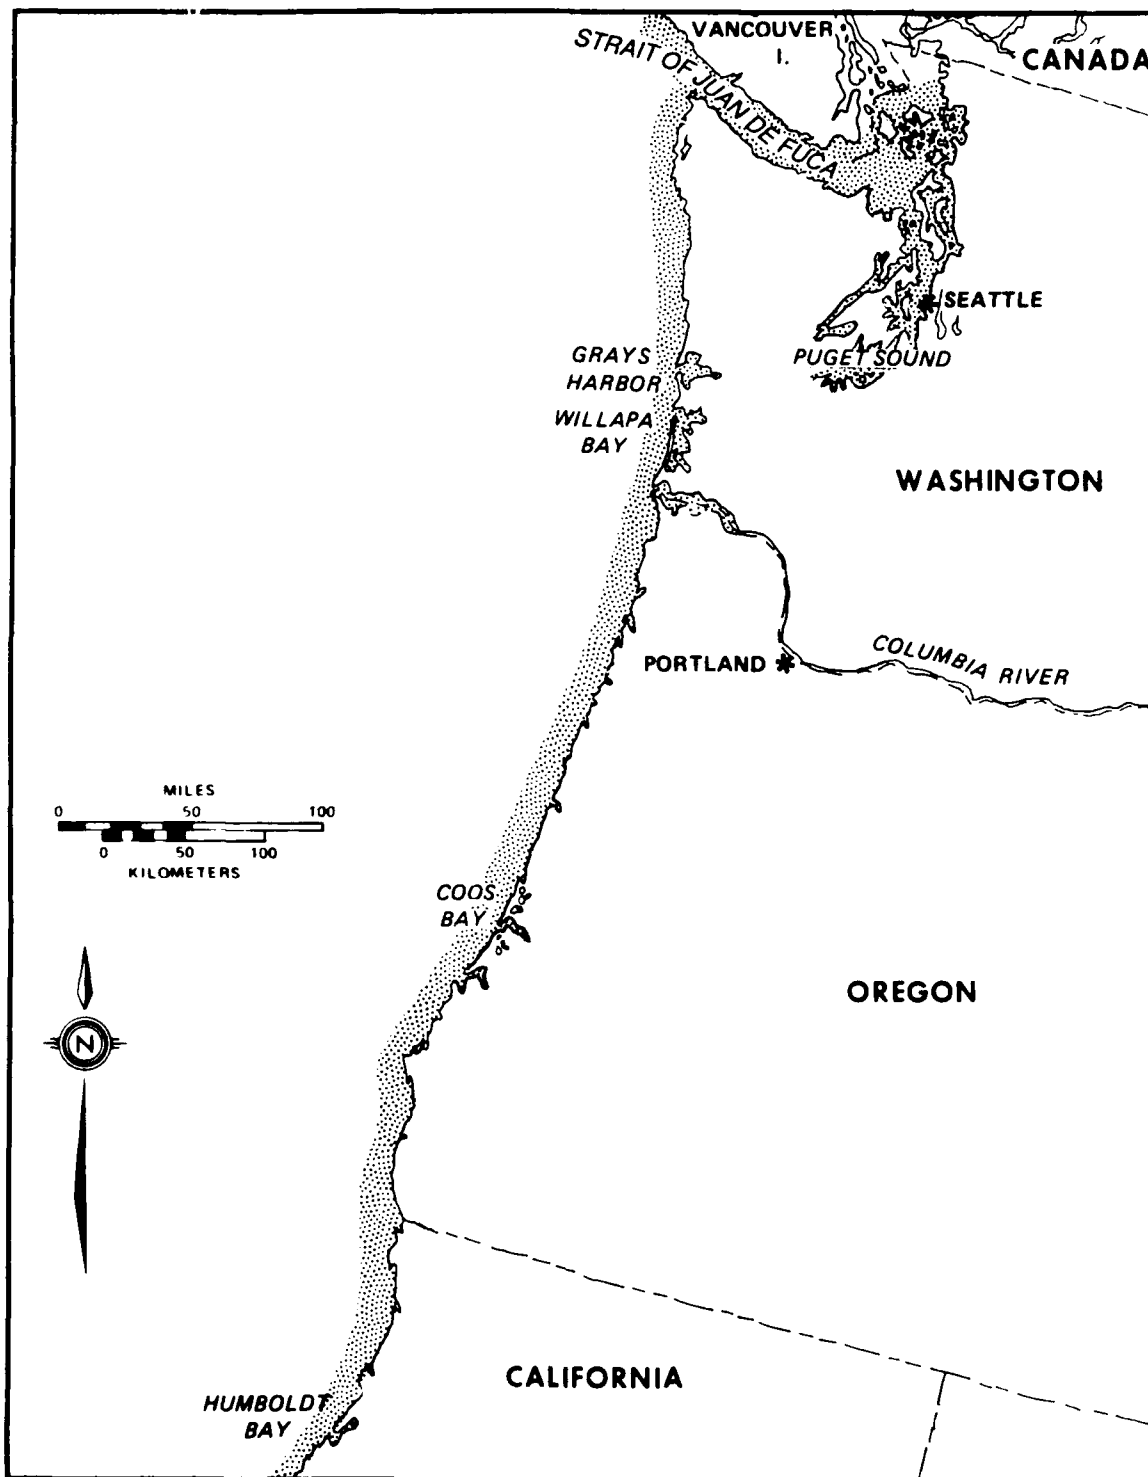 VANCOUVER
I.
CANADA
STRAIT OF JUAN DE FUCA
SEATTLE
PUGET SOUND
GRAYS
HARBOR
WILLAPA
BAY
WASHINGTON
COLUMBIA RIVER
PORTLAND
MILES
0 50 100
0 50 100
KILOMETERS
COOS
BAY
OREGON
N
CALIFORNIA
HUMBOLDT
BAY